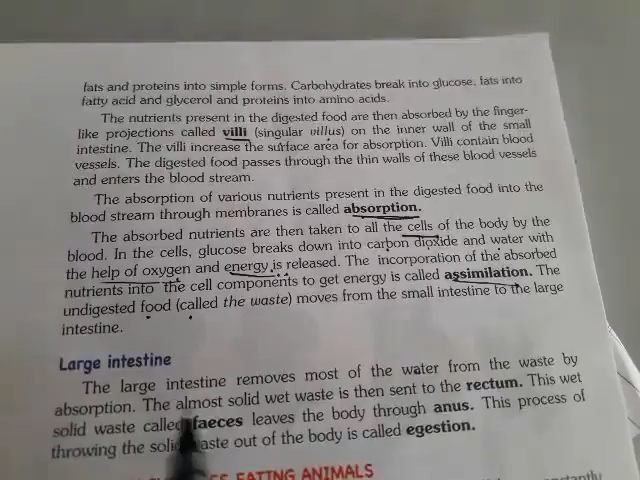 fats and proteins into simple forms. Carbohydrates break into glucose, fats into
fatty acid and glycerol and proteins into amino acids.
The nutrients present in the digested food are then absorbed by the finger-
like projections called villi (singular villus) on the inner wall of the small
intestine. The villi increase the surface area for absorption. Villi contain blood
vessels. The digested food passes through the thin walls of these blood vessels
and enters the blood stream.
The absorption of various nutrients present in the digested food into the
blood stream through membranes is called absorption.
The absorbed nutrients are then taken to all the cells of the body by the
blood. In the cells, glucose breaks down into carbon dioxide and water with
the help of oxygen and energy is released. The incorporation of the absorbed
nutrients into the cell components to get energy is called assimilation. The
undigested food (called the waste) moves from the small intestine to the large
intestine.
Large intestine
The large intestine removes most of the water from the waste by
absorption. The almost solid wet waste is then sent to the rectum. This wet
solid waste called faeces leaves the body through anus. This process of
throwing the solid waste out of the body is called egestion.
EATING ANIMALS